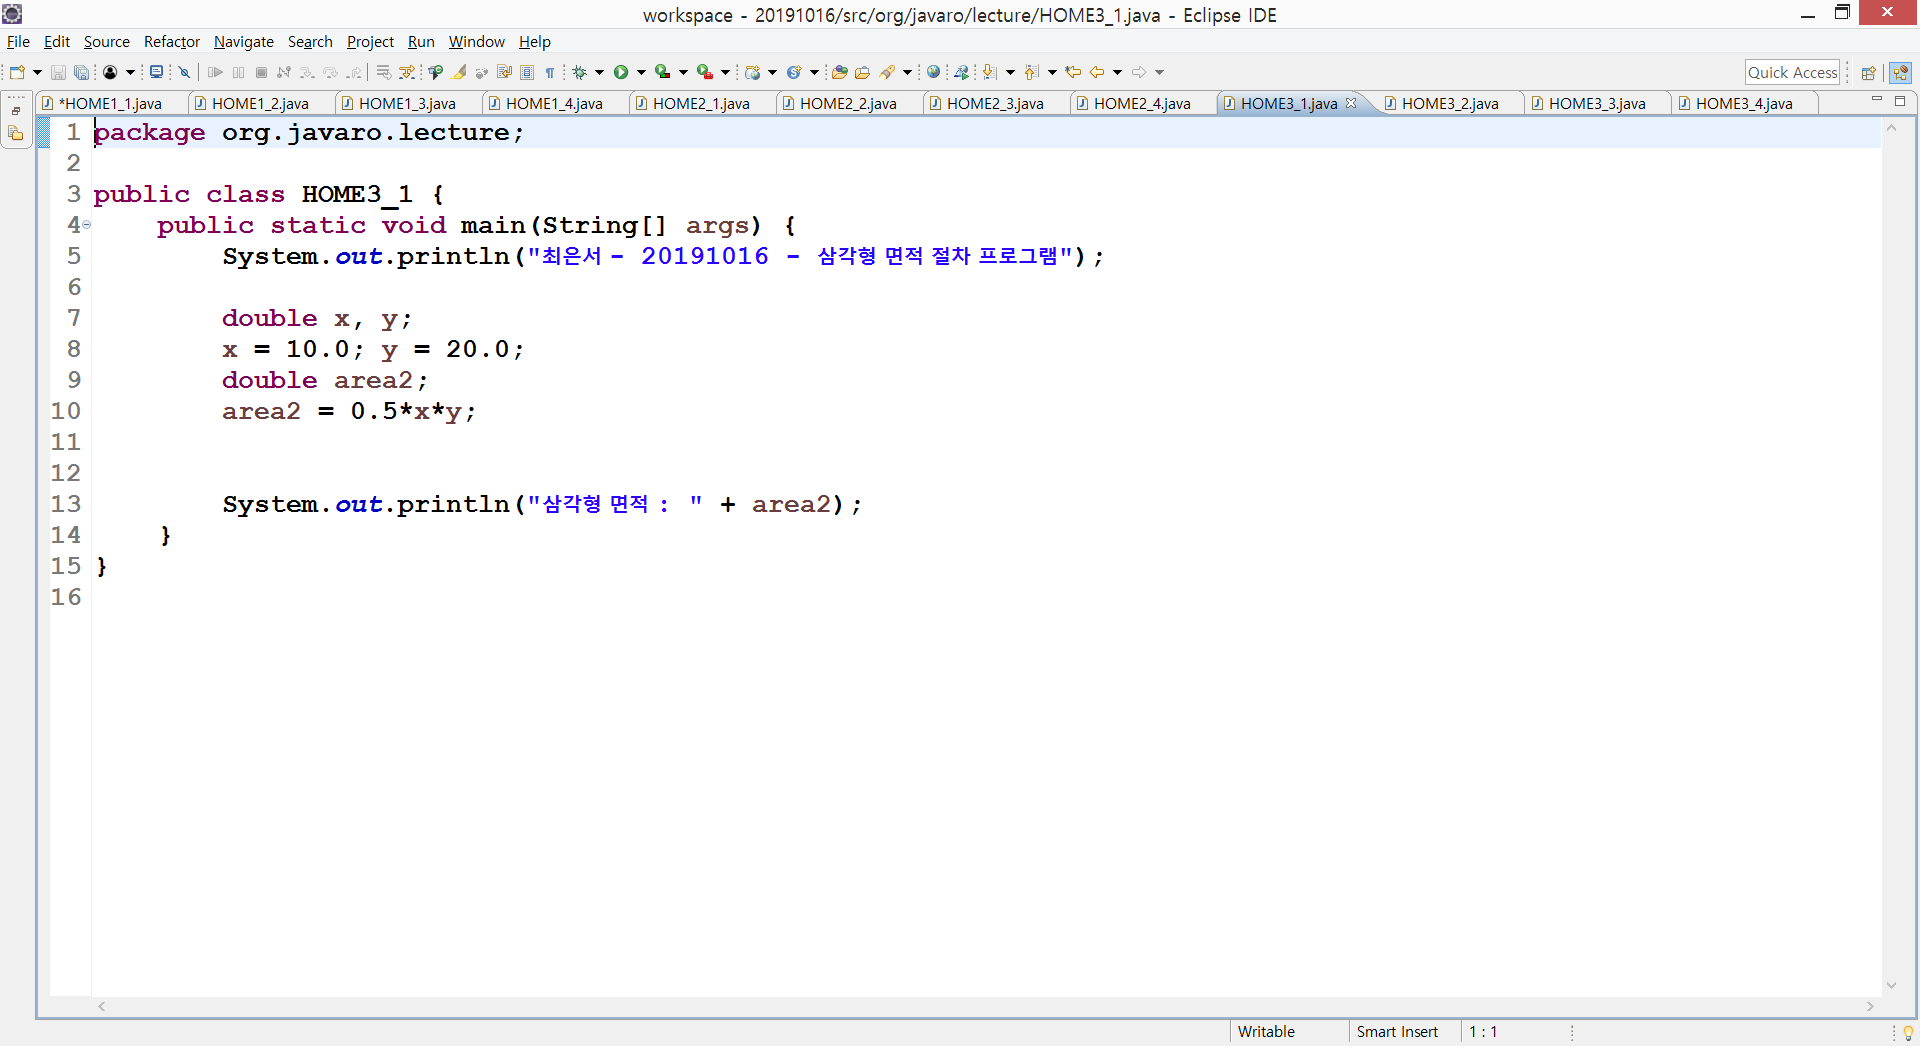 workspace - 20191016/src/org/javaro/lecture/HOME3_1.java - Eclipse IDE
File Edit Source Refactor Navigate Search Project Run Window Help
Quick Access
*HOME1_1.java HOME1_2.java HOME1_3.java HOME1_4.java HOME2_1.java HOME2_2.java HOME2_3.java HOME2_4.java HOME3_1.java HOME3_2.java HOME3_3.java HOME3_4.java
1 package org.javaro.lecture;
2
3 public class HOME3_1 {
4 public static void main(String[] args) {
5 System.out.println("최은서 - 20191016 - 삼각형 면적 절차 프로그램");
6
7 double x, y;
8 x = 10.0; y = 20.0;
9 double area2;
10 area2 = 0.5*x*y;
11
12
13 System.out.println("삼각형 면적 : " + area2);
14 }
15 }
16
Writable Smart Insert 1 : 1